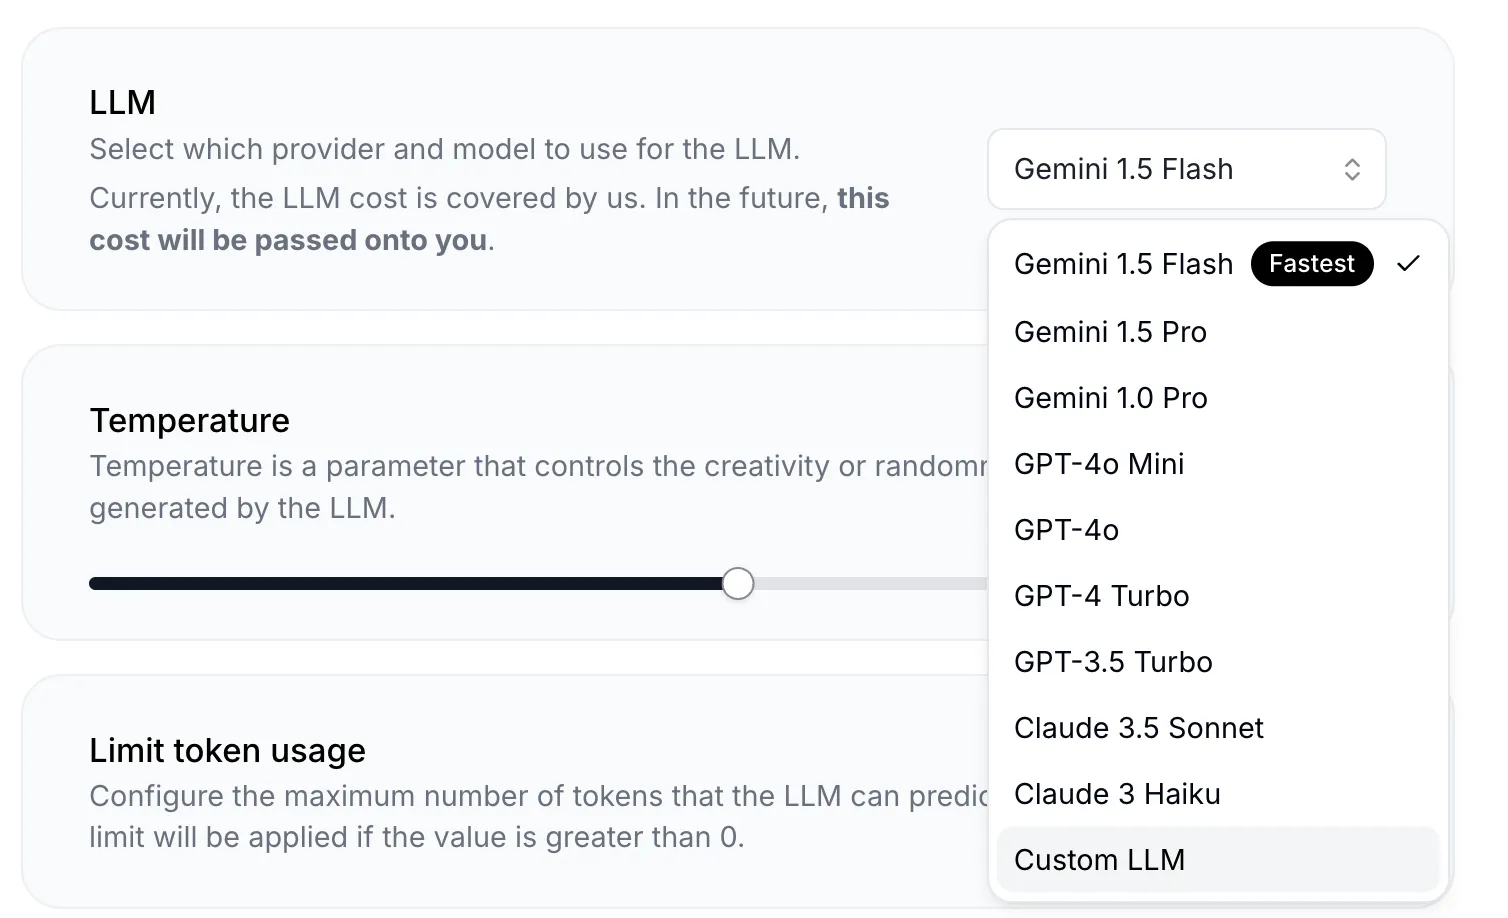 LLM
Select which provider and model to use for the LLM.
Currently, the LLM cost is covered by us. In the future, this
cost will be passed onto you.
Gemini 1.5 Flash
Gemini 1.5 Flash Fastest
Gemini 1.5 Pro
Gemini 1.0 Pro
GPT-4o Mini
GPT-4o
GPT-4 Turbo
GPT-3.5 Turbo
Claude 3.5 Sonnet
Claude 3 Haiku
Custom LLM
Temperature
Temperature is a parameter that controls the creativity or
generated by the LLM.
Limit token usage
Configure the maximum number of tokens that the LLM can
limit will be applied if the value is greater than 0.